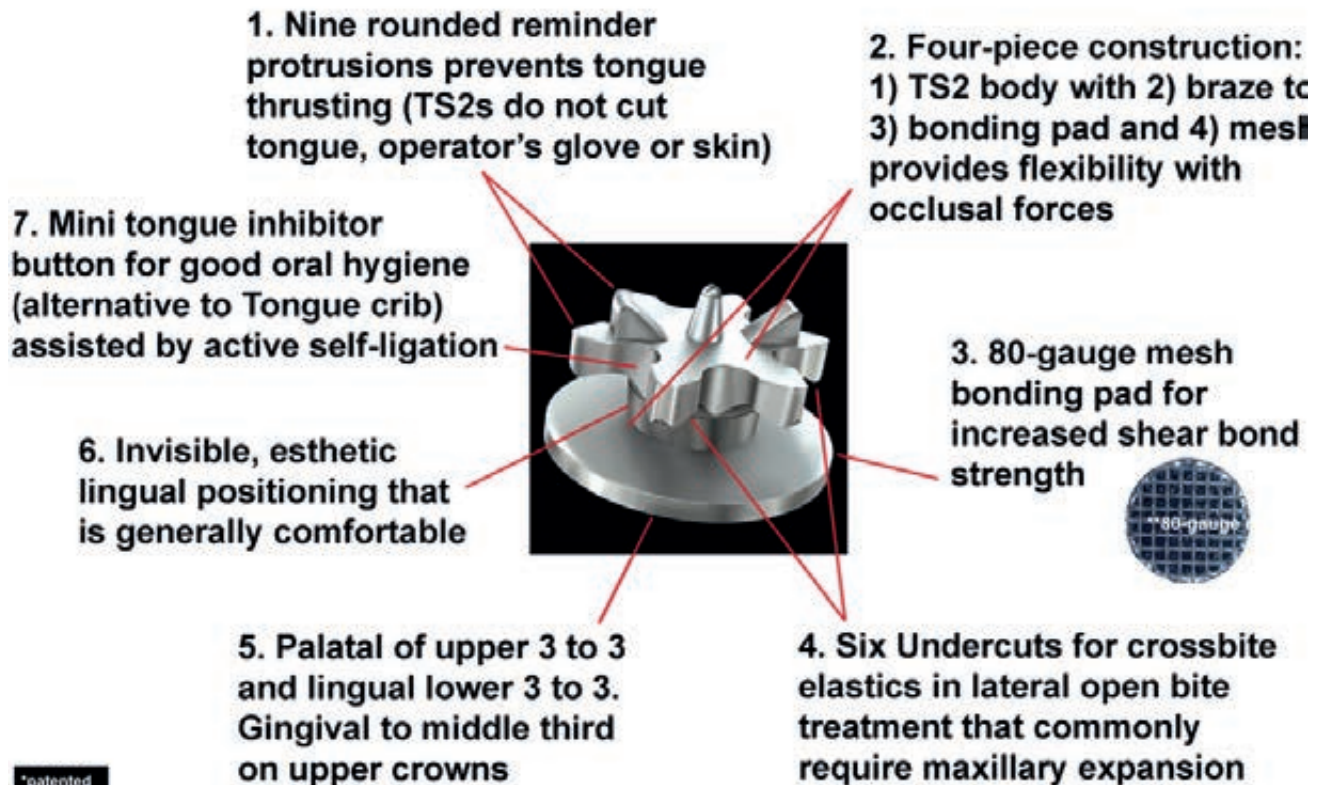 1. Nine rounded reminder
protrusions prevents tongue
thrusting (TS2s do not cut
tongue, operator's glove or skin)
2. Four-piece construction:
1) TS2 body with 2) braze to
3) bonding pad and 4) mesh
provides flexibility with
occlusal forces
7. Mini tongue inhibitor
button for good oral hygiene
(alternative to Tongue crib)
assisted by active self-ligation
3. 80-gauge mesh
bonding pad for
increased shear bond
strength
**80-gauge
6. Invisible, esthetic
lingual positioning that
is generally comfortable
5. Palatal of upper 3 to 3
and lingual lower 3 to 3.
Gingival to middle third
on upper crowns
4. Six Undercuts for crossbite
elastics in lateral open bite
treatment that commonly
require maxillary expansion
*patented